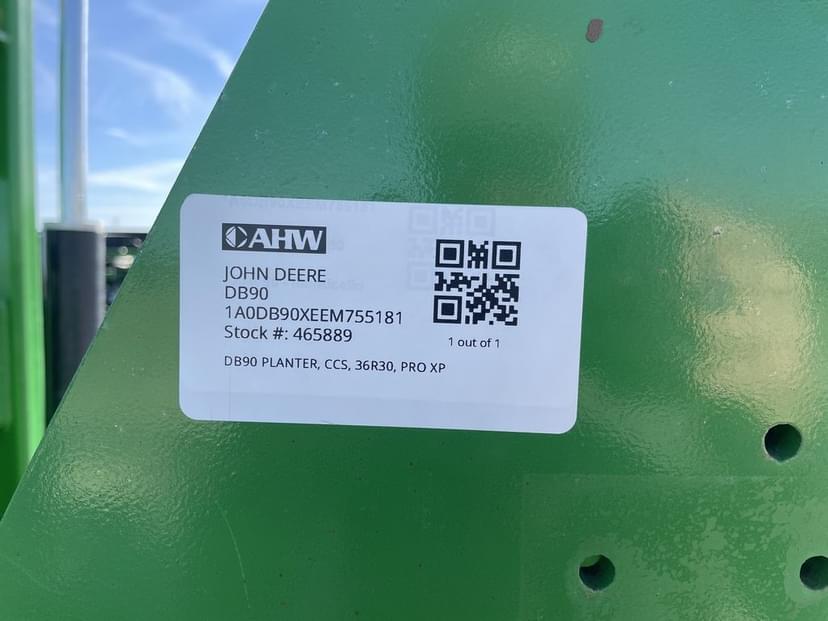 AHW
JOHN DEERE
DB90
1A0DB90XEEM755181
Stock #: 465889
1 out of 1
DB90 PLANTER, CCS, 36R30, PRO XP